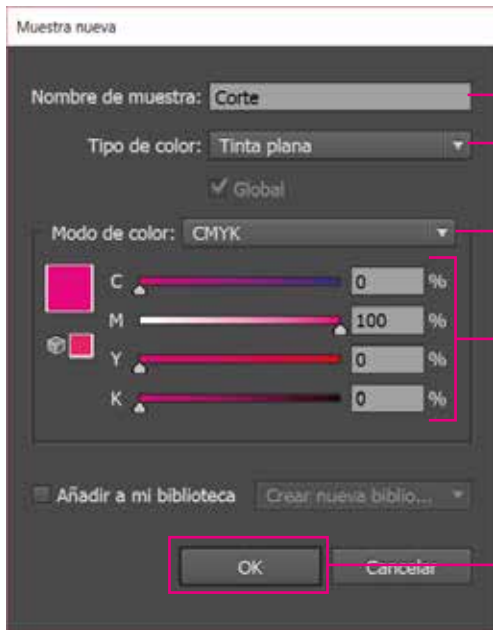 Muestra nueva
Nombre de muestra: Corte
Tipo de color: Tinta plana
Global
Modo de color: CMYK
C 0 %
M 100 %
Y 0 %
K 0 %
Añadir a mi biblioteca Crear nueva biblio...
OK Cancelar